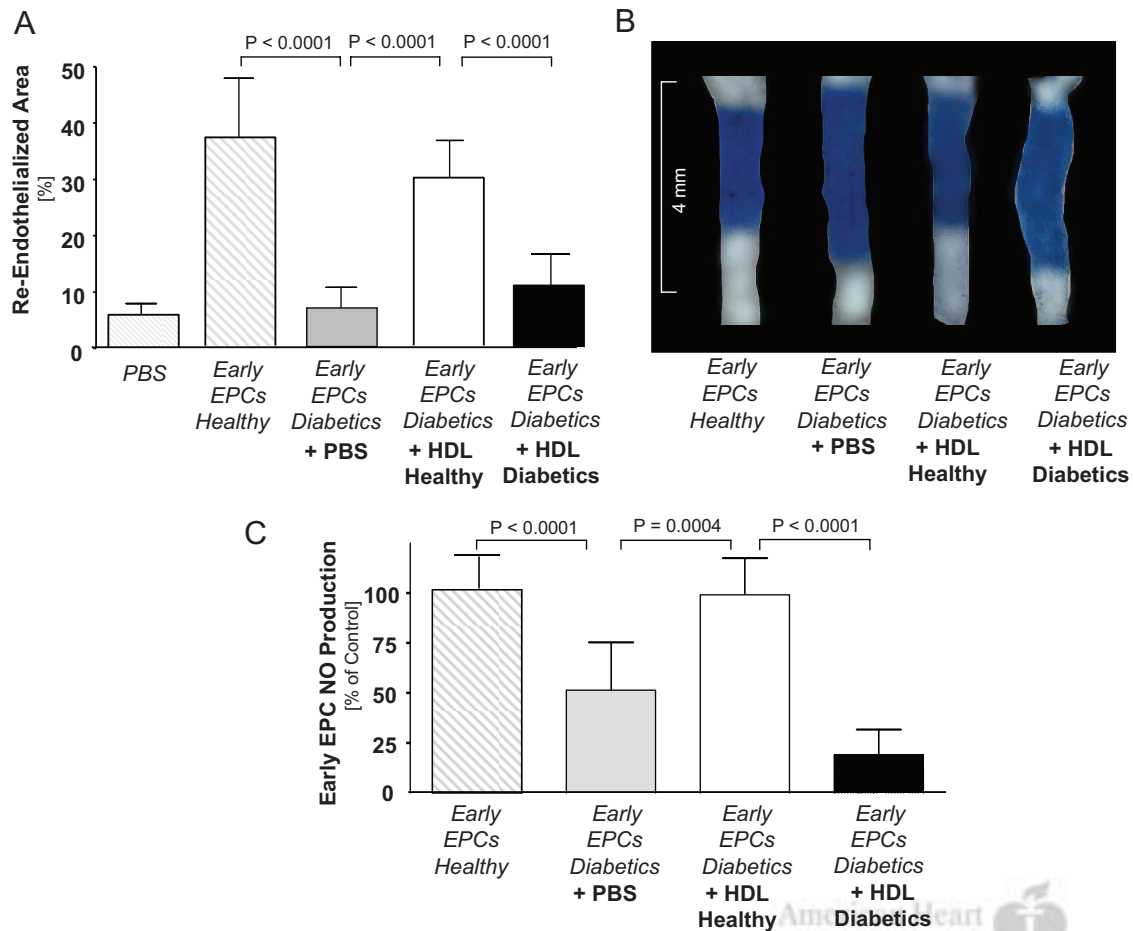 A
P < 0.0001 P < 0.0001 P < 0.0001
Re-Endothelialized Area
[%]
50
40
30
20
10
0
PBS
Early
EPCs
Healthy
Early
EPCs
Diabetics
+ PBS
Early
EPCs
Diabetics
+ HDL
Healthy
Early
EPCs
Diabetics
+ HDL
Diabetics
B
4 mm
Early
EPCs
Healthy
Early
EPCs
Diabetics
+ PBS
Early
EPCs
Diabetics
+ HDL
Healthy
Early
EPCs
Diabetics
+ HDL
Diabetics
C
P < 0.0001 P = 0.0004 P < 0.0001
Early EPC NO Production
[% of Control]
100
75
50
25
0
Early
EPCs
Healthy
Early
EPCs
Diabetics
+ PBS
Early
EPCs
Diabetics
+ HDL
Healthy
Early
EPCs
Diabetics
+ HDL
Diabetics
American Heart